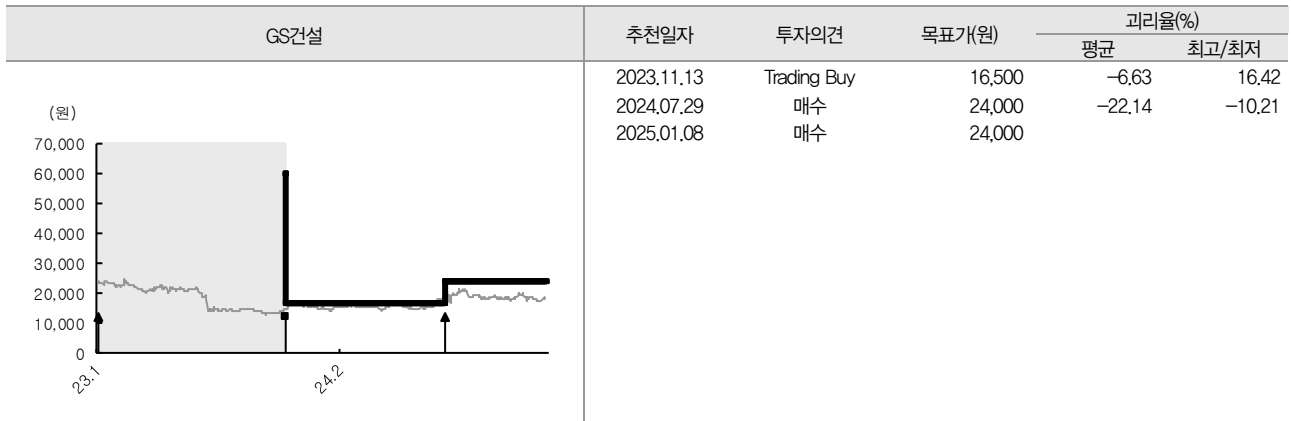 GS건설
추천일자 투자의견 목표가(원) 괴리율(%)
평균 최고/최저
2023.11.13 Trading Buy 16,500 -6.63 16.42
2024.07.29 매수 24,000 -22.14 -10.21
2025.01.08 매수 24,000
(원)
70,000
60,000
50,000
40,000
30,000
20,000
10,000
0
23.1 24.2